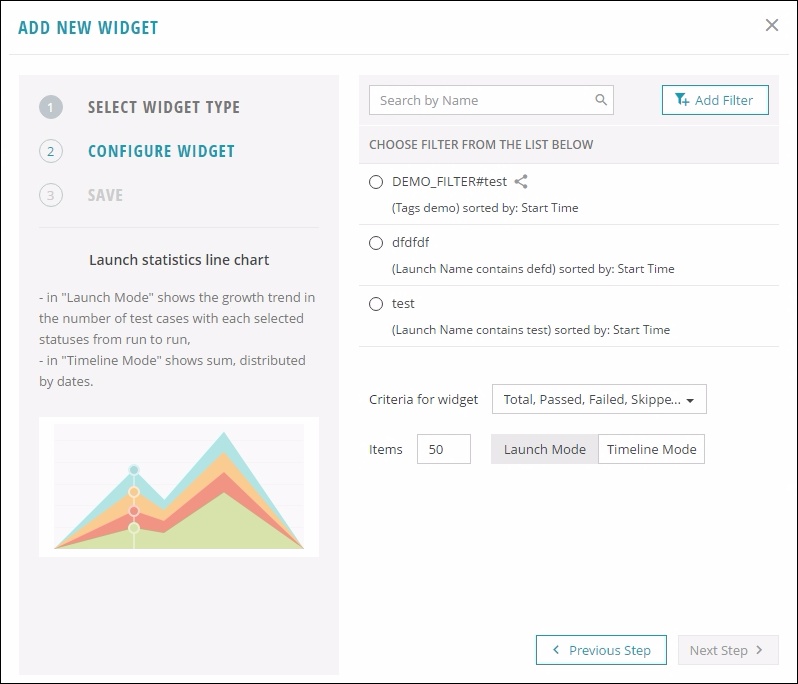 ADD NEW WIDGET
1 SELECT WIDGET TYPE
2 CONFIGURE WIDGET
3 SAVE
Launch statistics line chart
- in "Launch Mode" shows the growth trend in
the number of test cases with each selected
statuses from run to run,
- in "Timeline Mode" shows sum, distributed
by dates.
Search by Name
Add Filter
CHOOSE FILTER FROM THE LIST BELOW
DEMO_FILTER#test
(Tags demo) sorted by: Start Time
dfdfdf
(Launch Name contains defd) sorted by: Start Time
test
(Launch Name contains test) sorted by: Start Time
Criteria for widget Total, Passed, Failed, Skippe...
Items 50 Launch Mode Timeline Mode
Previous Step Next Step